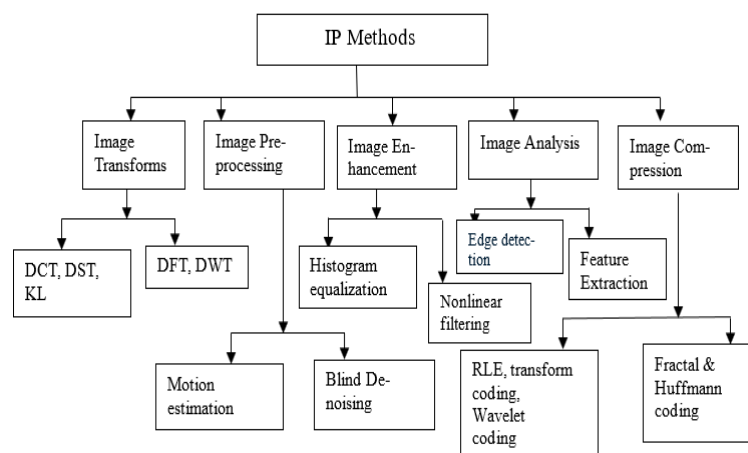 IP Methods
Image
Transforms
Image Pre-
processing
Image En-
hancement
Image Analysis
Image Com-
pression
DCT, DST,
KL
DFT, DWT
Histogram
equalization
Nonlinear
filtering
Edge detec-
tion
Feature
Extraction
Motion
estimation
Blind De-
noising
RLE, transform
coding,
Wavelet
coding
Fractal &
Huffmann
coding